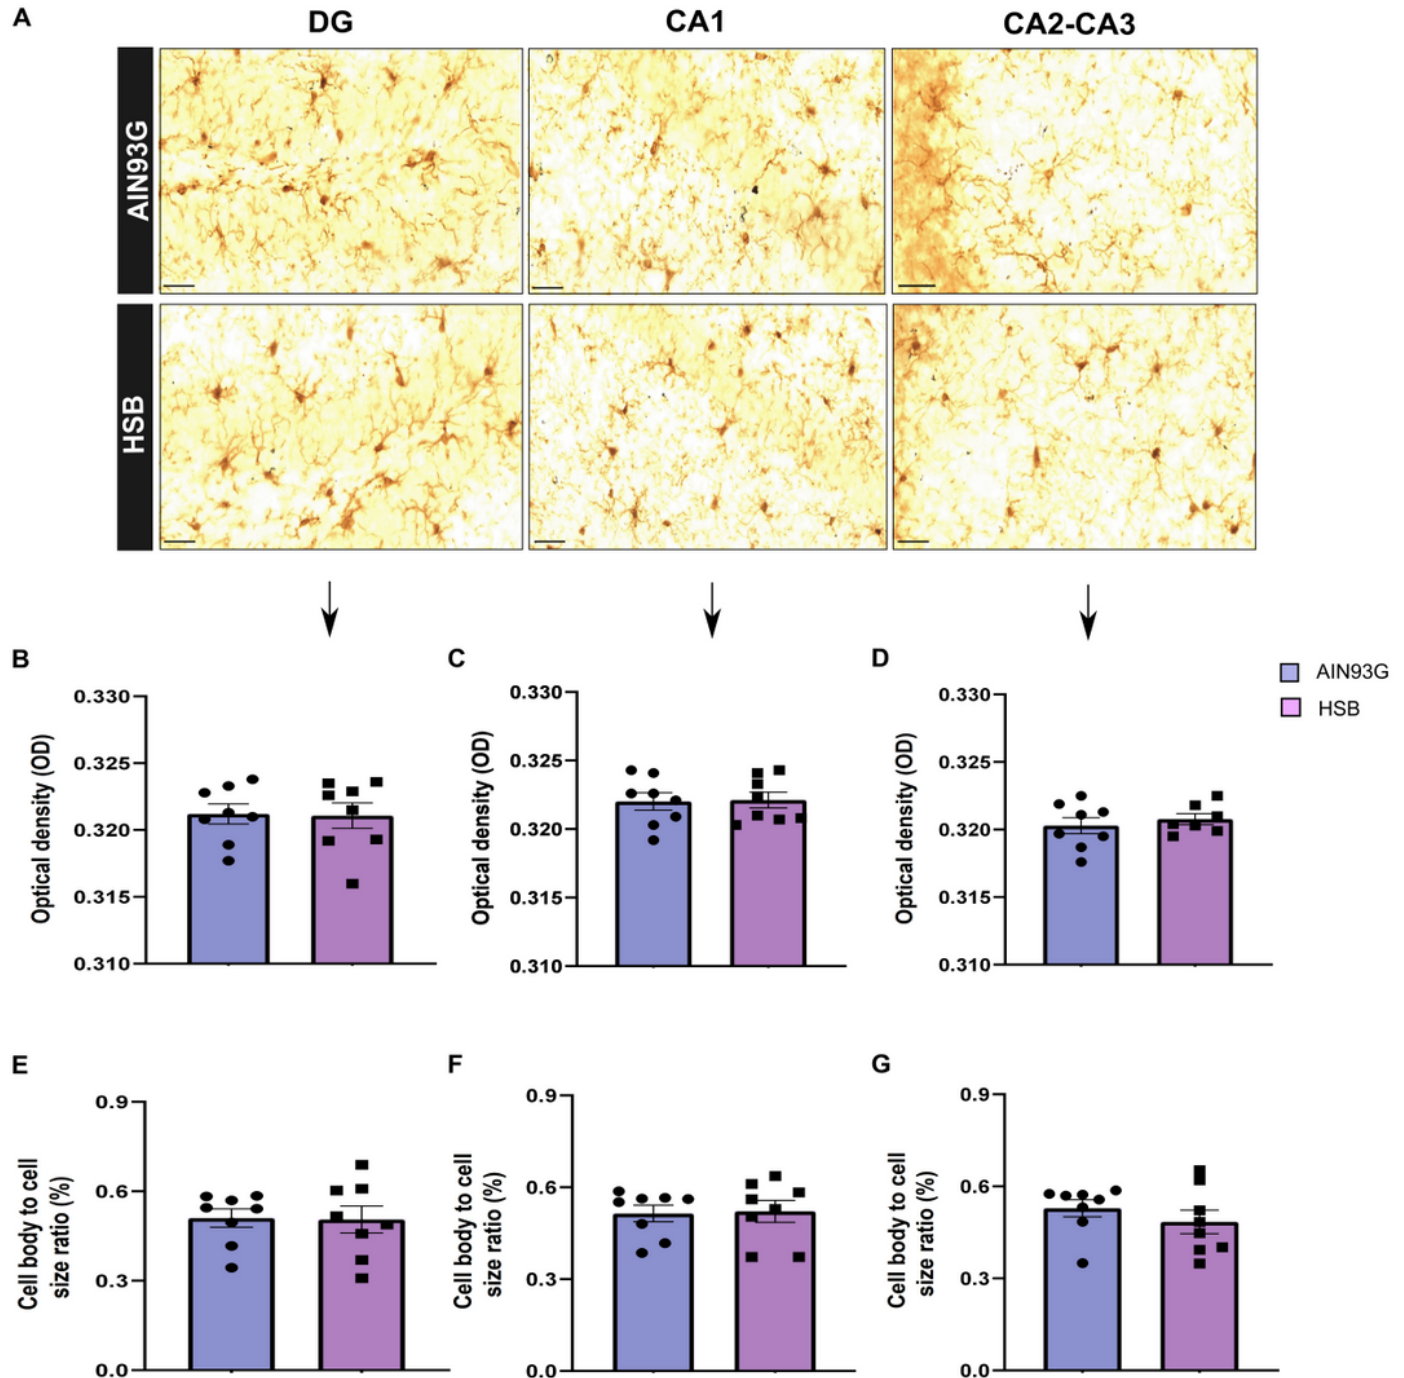 A
DG
CA1
CA2-CA3
AIN93G
HSB
B
C
D
AIN93G
HSB
Optical density (OD)
0.330
0.325
0.320
0.315
0.310
Optical density (OD)
0.330
0.325
0.320
0.315
0.310
Optical density (OD)
0.330
0.325
0.320
0.315
0.310
E
F
G
Cell body to cell
size ratio (%)
0.9
0.6
0.3
0.0
Cell body to cell
size ratio (%)
0.9
0.6
0.3
0.0
Cell body to cell
size ratio (%)
0.9
0.6
0.3
0.0